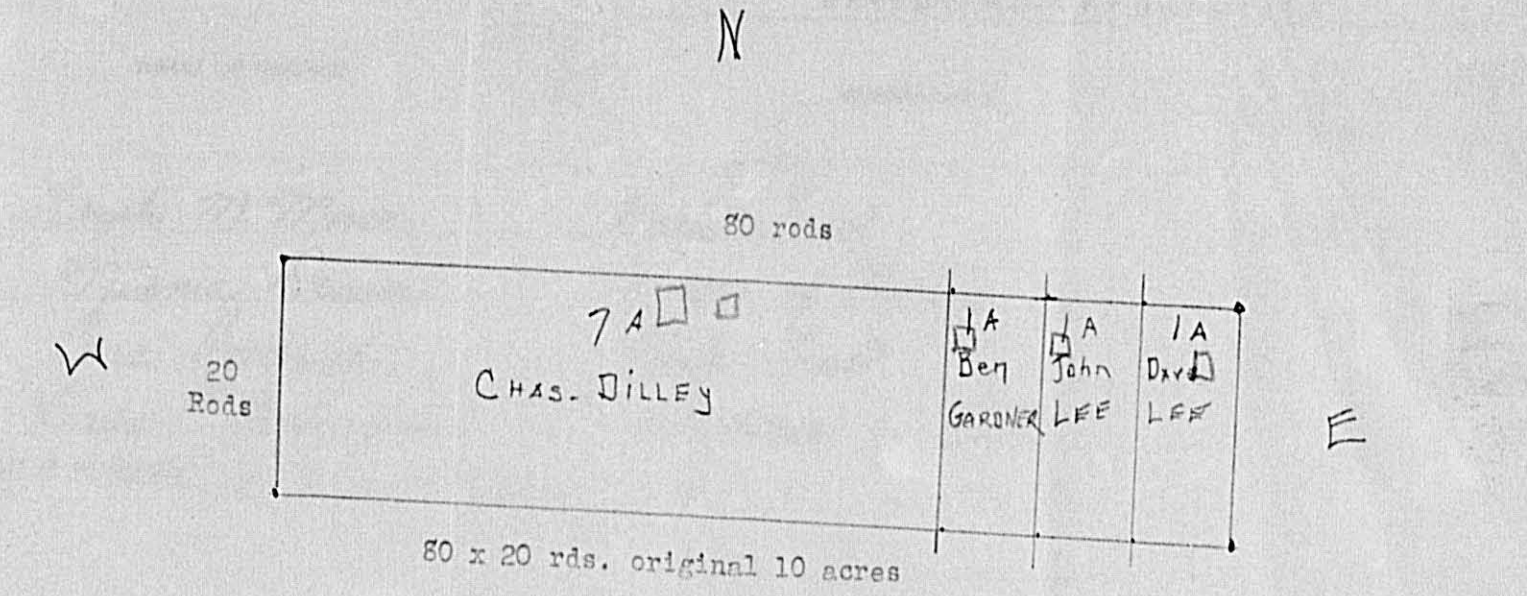 N
80 rods
W
20
Rods
7 A
CHAS. DILLEY
1 A
Ben
GARDNER
1 A
John
LEE
1 A
LEE
E
80 x 20 rds. original 10 acres